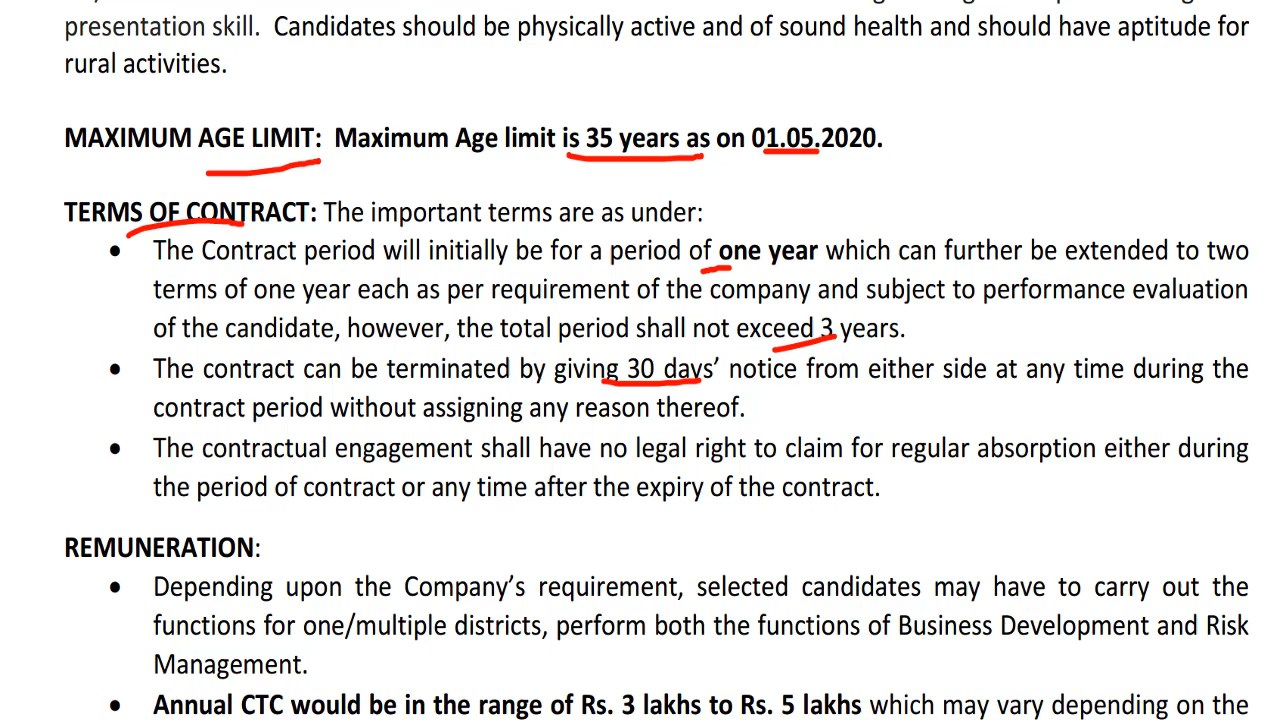 presentation skill. Candidates should be physically active and of sound health and should have aptitude for
rural activities.
MAXIMUM AGE LIMIT: Maximum Age limit is 35 years as on 01.05.2020.
TERMS OF CONTRACT: The important terms are as under:
• The Contract period will initially be for a period of one year which can further be extended to two
terms of one year each as per requirement of the company and subject to performance evaluation
of the candidate, however, the total period shall not exceed 3 years.
• The contract can be terminated by giving 30 days’ notice from either side at any time during the
contract period without assigning any reason thereof.
• The contractual engagement shall have no legal right to claim for regular absorption either during
the period of contract or any time after the expiry of the contract.
REMUNERATION:
• Depending upon the Company’s requirement, selected candidates may have to carry out the
functions for one/multiple districts, perform both the functions of Business Development and Risk
Management.
• Annual CTC would be in the range of Rs. 3 lakhs to Rs. 5 lakhs which may vary depending on the